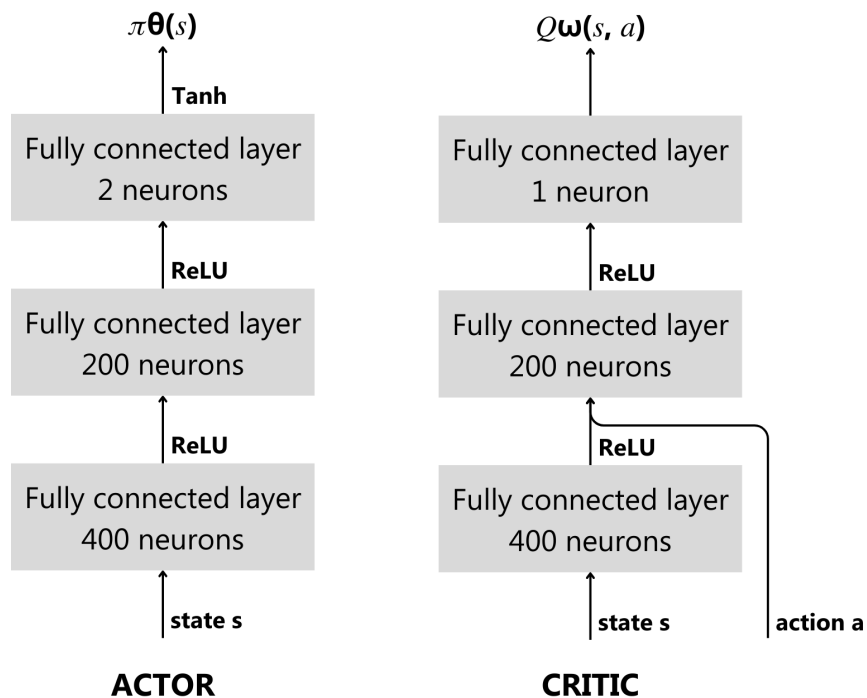 πθ(s)
Tanh
Fully connected layer
2 neurons
ReLU
Fully connected layer
200 neurons
ReLU
Fully connected layer
400 neurons
state s
ACTOR
Qω(s, a)
Fully connected layer
1 neuron
ReLU
Fully connected layer
200 neurons
ReLU
Fully connected layer
400 neurons
state s
action a
CRITIC